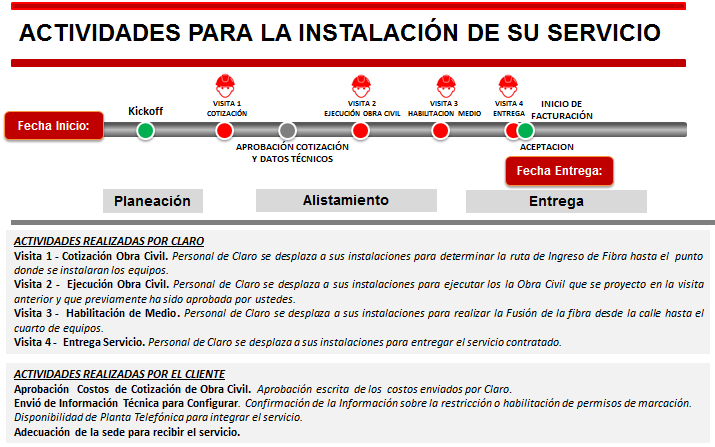 ACTIVIDADES PARA LA INSTALACIÓN DE SU SERVICIO
Fecha Inicio:
Kickoff
VISITA 1
COTIZACIÓN
APROBACIÓN COTIZACIÓN
Y DATOS TÉCNICOS
VISITA 2
EJECUCIÓN OBRA CIVIL
VISITA 3
HABILITACION MEDIO
VISITA 4
ENTREGA
INICIO DE
FACTURACIÓN
ACEPTACION
Fecha Entrega:
Planeación
Alistamiento
Entrega
ACTIVIDADES REALIZADAS POR CLARO
Visita 1 - Cotización Obra Civil. Personal de Claro se desplaza a sus instalaciones para determinar la ruta de Ingreso de Fibra hasta el punto
donde se instalaran los equipos.
Visita 2 - Ejecución Obra Civil. Personal de Claro se desplaza a sus instalaciones para ejecutar los la Obra Civil que se proyecto en la visita
anterior y que previamente ha sido aprobada por ustedes.
Visita 3 - Habilitación de Medio. Personal de Claro se desplaza a sus instalaciones para realizar la Fusión de la fibra desde la calle hasta el
cuarto de equipos.
Visita 4 - Entrega Servicio. Personal de Claro se desplaza a sus instalaciones para entregar el servicio contratado.
ACTIVIDADES REALIZADAS POR EL CLIENTE
Aprobación Costos de Cotización de Obra Civil. Aprobación escrita de los costos enviados por Claro.
Envió de Información Técnica para Configurar. Confirmación de la Información sobre la restricción o habilitación de permisos de marcación.
Disponibilidad de Planta Telefónica para integrar el servicio.
Adecuación de la sede para recibir el servicio.